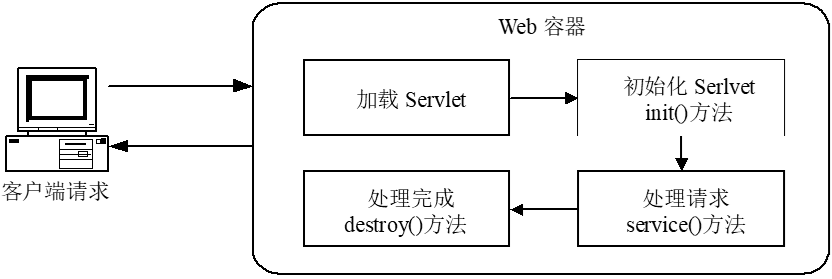 Web 容器
加载 Servlet
初始化 Serlvet
init()方法
客户端请求
处理完成
destroy()方法
处理请求
service()方法